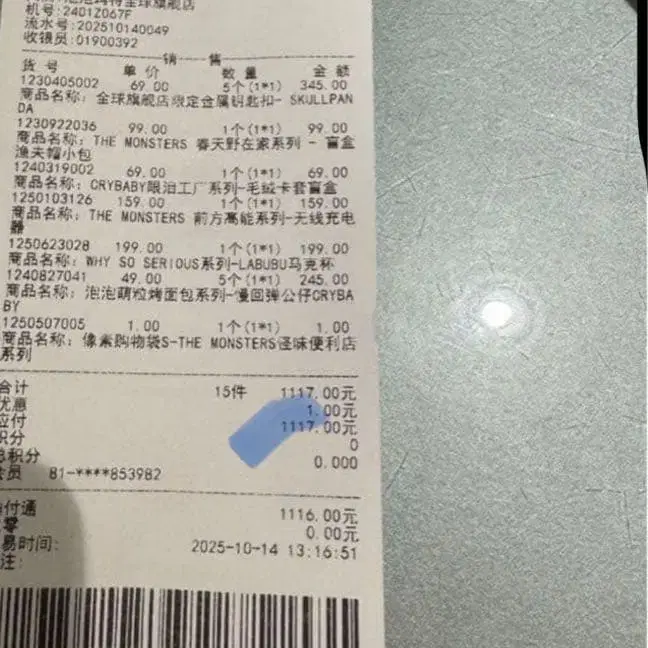 泡泡玛特全球旗舰店
机号:2401Z067F
流水号:202510140049
收银员:01900392
销 售
货号 单价 数量 金额
1230405002 69.00 5个(1*1) 345.00
商品名称: 全球旗舰店限定金属钥匙扣- SKULLPAN
DA
1230922036 99.00 1个(1*1) 99.00
商品名称: THE MONSTERS 春天野在家系列 - 盲盒
渔夫帽小包
1240319002 69.00 1个(1*1) 69.00
商品名称: CRYBABY眼泪工厂系列-毛绒卡套盲盒
1250103126 159.00 1个(1*1) 159.00
商品名称: THE MONSTERS 前方高能系列-无线充电
器
1250623028 199.00 1个(1*1) 199.00
商品名称: WHY SO SERIOUS系列-LABUBU马克杯
1240827041 49.00 5个(1*1) 245.00
商品名称: 泡泡萌粒烤面包系列-慢回弹公仔CRYBA
BY
1250507005 1.00 1个(1*1) 1.00
商品名称: 像素购物袋S-THE MONSTERS怪味便利店
系列
合计 15件 1117.00元
优惠 1.00元
应付 1117.00元
积分 0
总积分 0.000
会员 81-****853982
付通 1116.00元
零 0.00元
易时间: 2025-10-14 13:16:51
注: